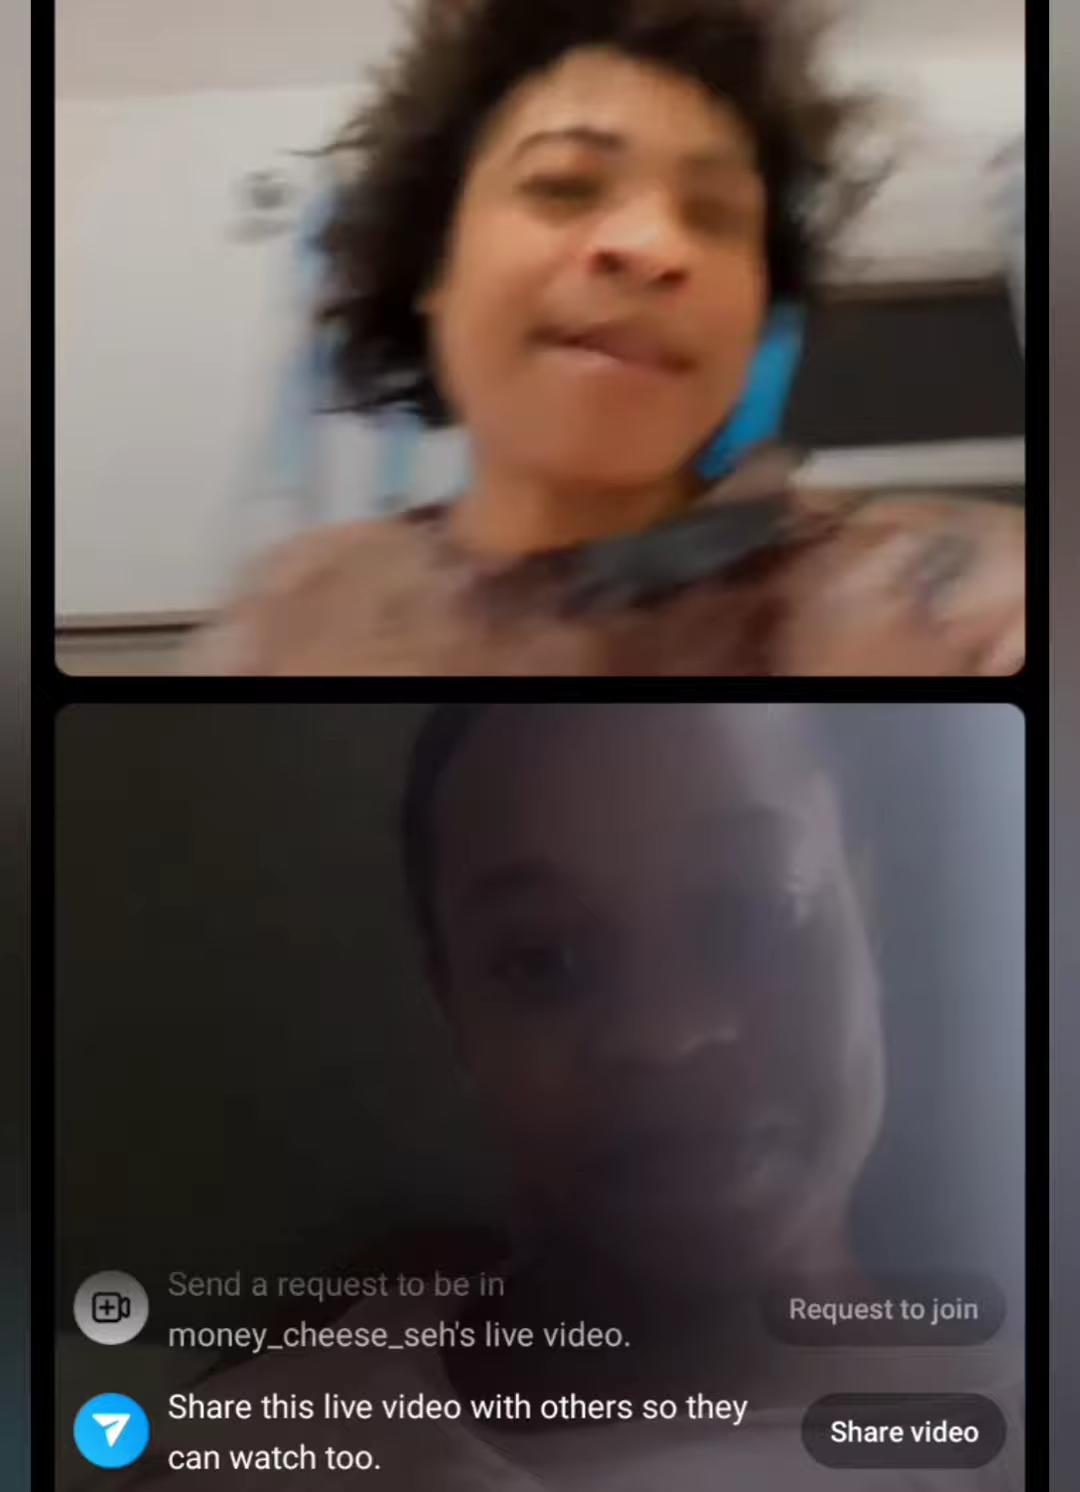 Send a request to be in
money_cheese_seh's live video.
Request to join
Share this live video with others so they
can watch too.
Share video